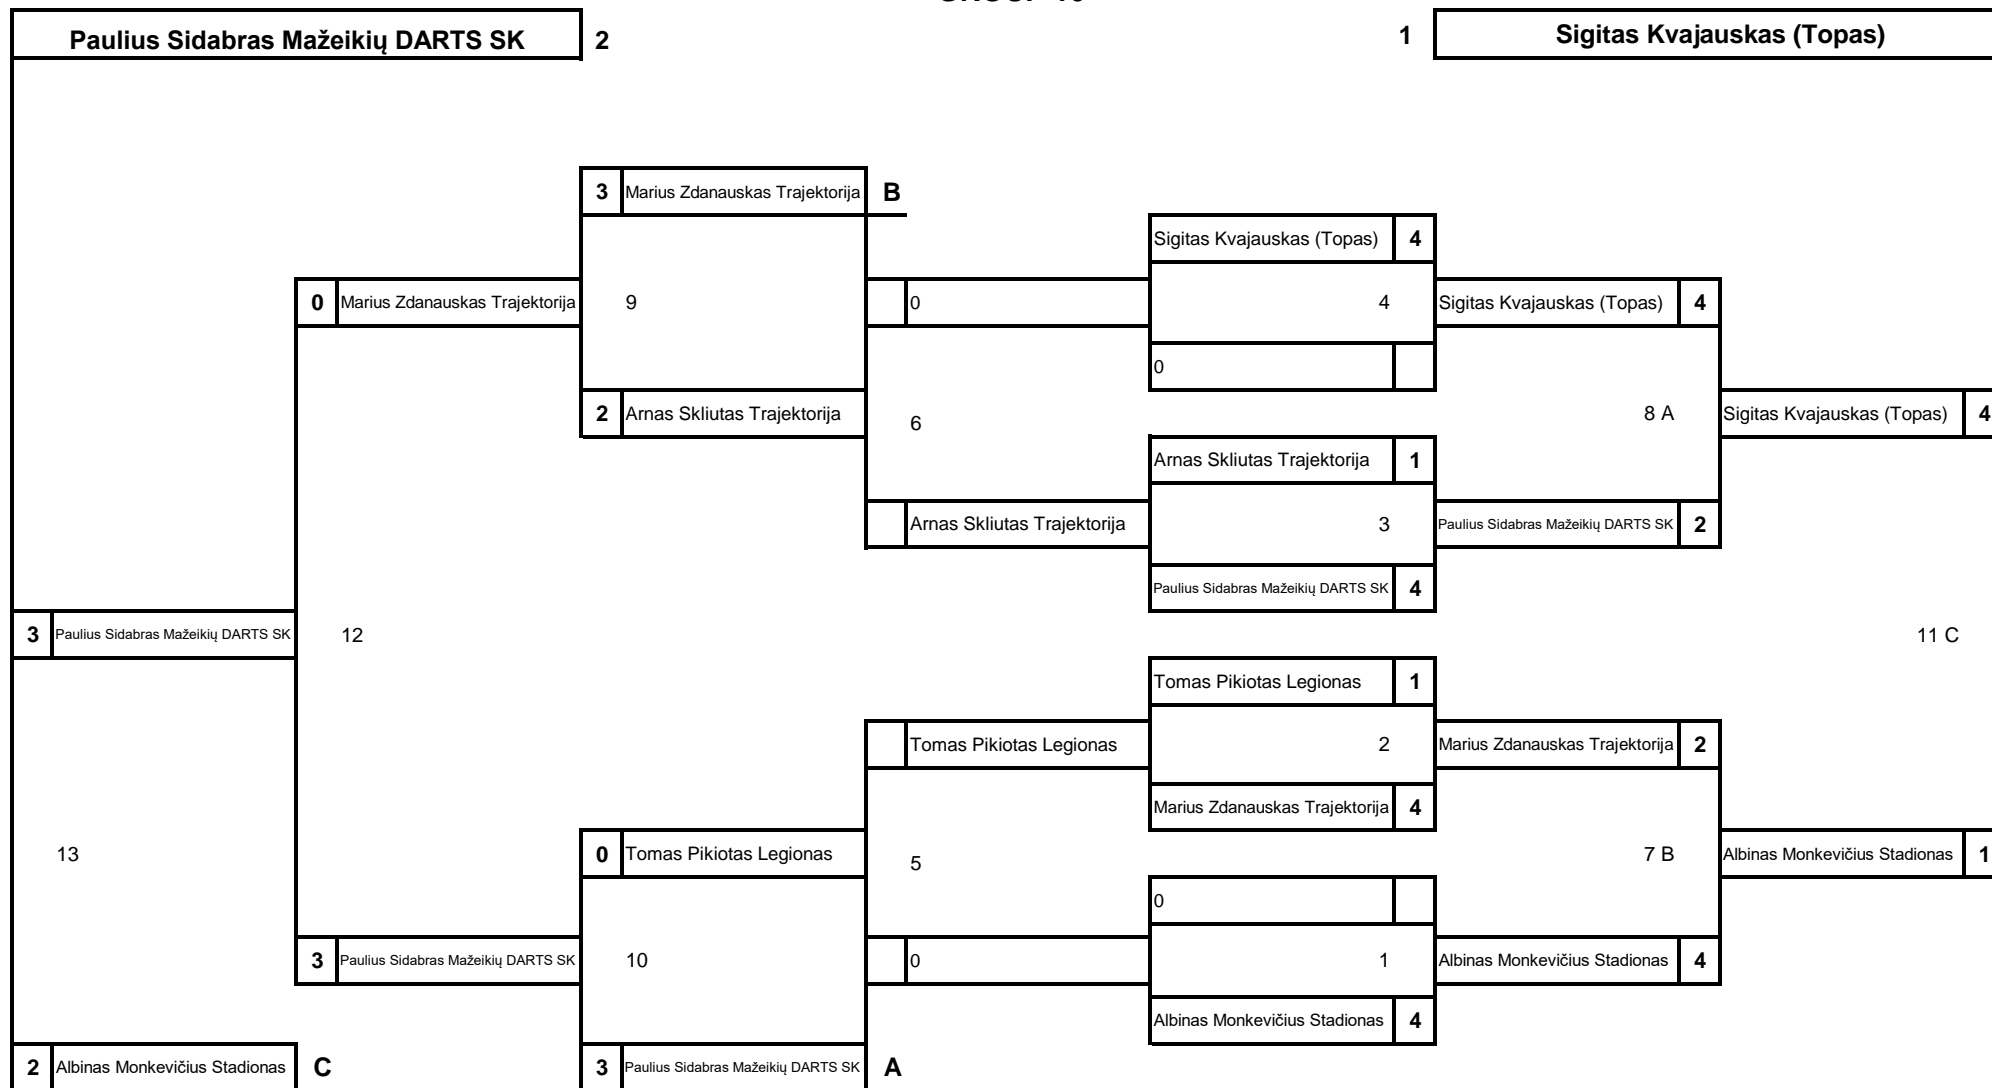 Paulius Sidabras Mažeikių DARTS SK 2 1 Sigitas Kvajauskas (Topas)
3 Marius Zdanauskas Trajektorija B
Sigitas Kvajauskas (Topas) 4
0 Marius Zdanauskas Trajektorija 9 0 4 Sigitas Kvajauskas (Topas) 4
0
2 Arnas Skliutas Trajektorija 6 8 A Sigitas Kvajauskas (Topas) 4
Arnas Skliutas Trajektorija 1
Arnas Skliutas Trajektorija 3 Paulius Sidabras Mažeikių DARTS SK 2
Paulius Sidabras Mažeikių DARTS SK 4
3 Paulius Sidabras Mažeikių DARTS SK 12 11 C
Tomas Pikiotas Legionas 1
Tomas Pikiotas Legionas 2 Marius Zdanauskas Trajektorija 2
Marius Zdanauskas Trajektorija 4
13 0 Tomas Pikiotas Legionas 5 7 B Albinas Monkevičius Stadionas 1
0
3 Paulius Sidabras Mažeikių DARTS SK 10 0 1 Albinas Monkevičius Stadionas 4
Albinas Monkevičius Stadionas 4
2 Albinas Monkevičius Stadionas C 3 Paulius Sidabras Mažeikių DARTS SK A